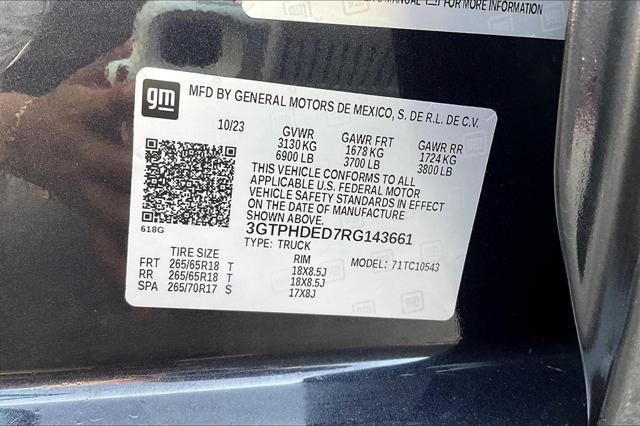 MANUAL FOR MORE INFORMATION
gm
MFD BY GENERAL MOTORS DE MEXICO, S. DE R.L. DE C.V.
10/23 GVWR GAWR FRT GAWR RR
3130 KG 1678 KG 1724 KG
6900 LB 3700 LB 3800 LB
THIS VEHICLE CONFORMS TO ALL
APPLICABLE U.S. FEDERAL MOTOR
VEHICLE SAFETY STANDARDS IN EFFECT
ON THE DATE OF MANUFACTURE
SHOWN ABOVE.
618G
3GTPHDED7RG143661
TYPE: TRUCK
TIRE SIZE RIM MODEL: 71TC10543
FRT 265/65R18 T 18X8.5J
RR 265/65R18 T 18X8.5J
SPA 265/70R17 S 17X8J